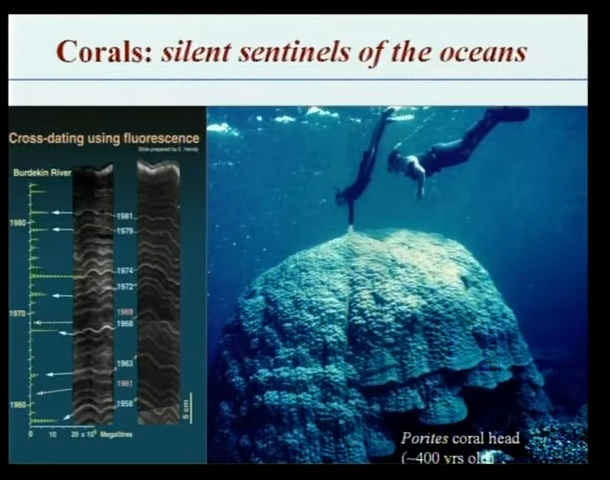 Corals: silent sentinels of the oceans
Cross-dating using fluorescence
Slide prepared by E. Hendy
Burdekin River
1980
1970
1960
1981
1979
1974
1972
1969
1968
1963
1961
1958
5 cm
0 10 20 x 10⁶ Megalitres
Porites coral head
(~400 yrs old)